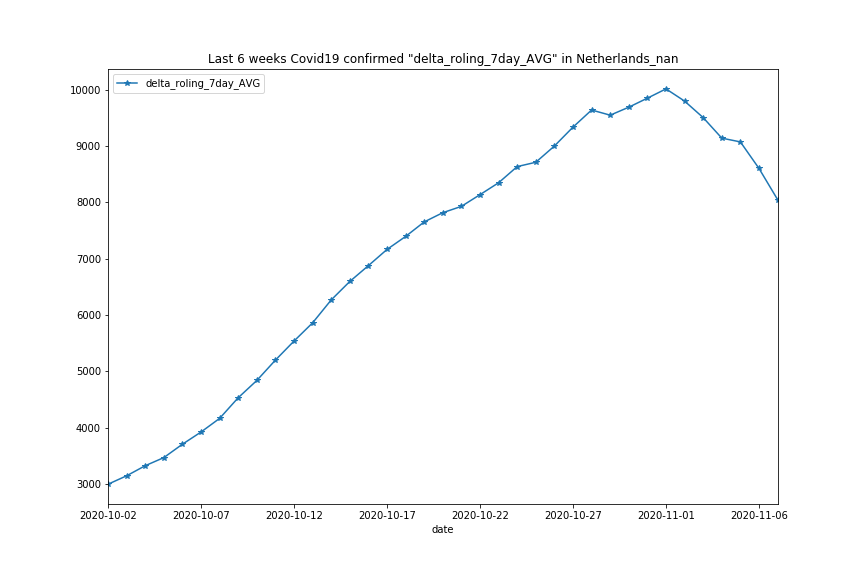 Last 6 weeks Covid19 confirmed "delta_roling_7day_AVG" in Netherlands_nan
delta_roling_7day_AVG
10000
9000
8000
7000
6000
5000
4000
3000
2020-10-02 2020-10-07 2020-10-12 2020-10-17 2020-10-22 2020-10-27 2020-11-01 2020-11-06
date